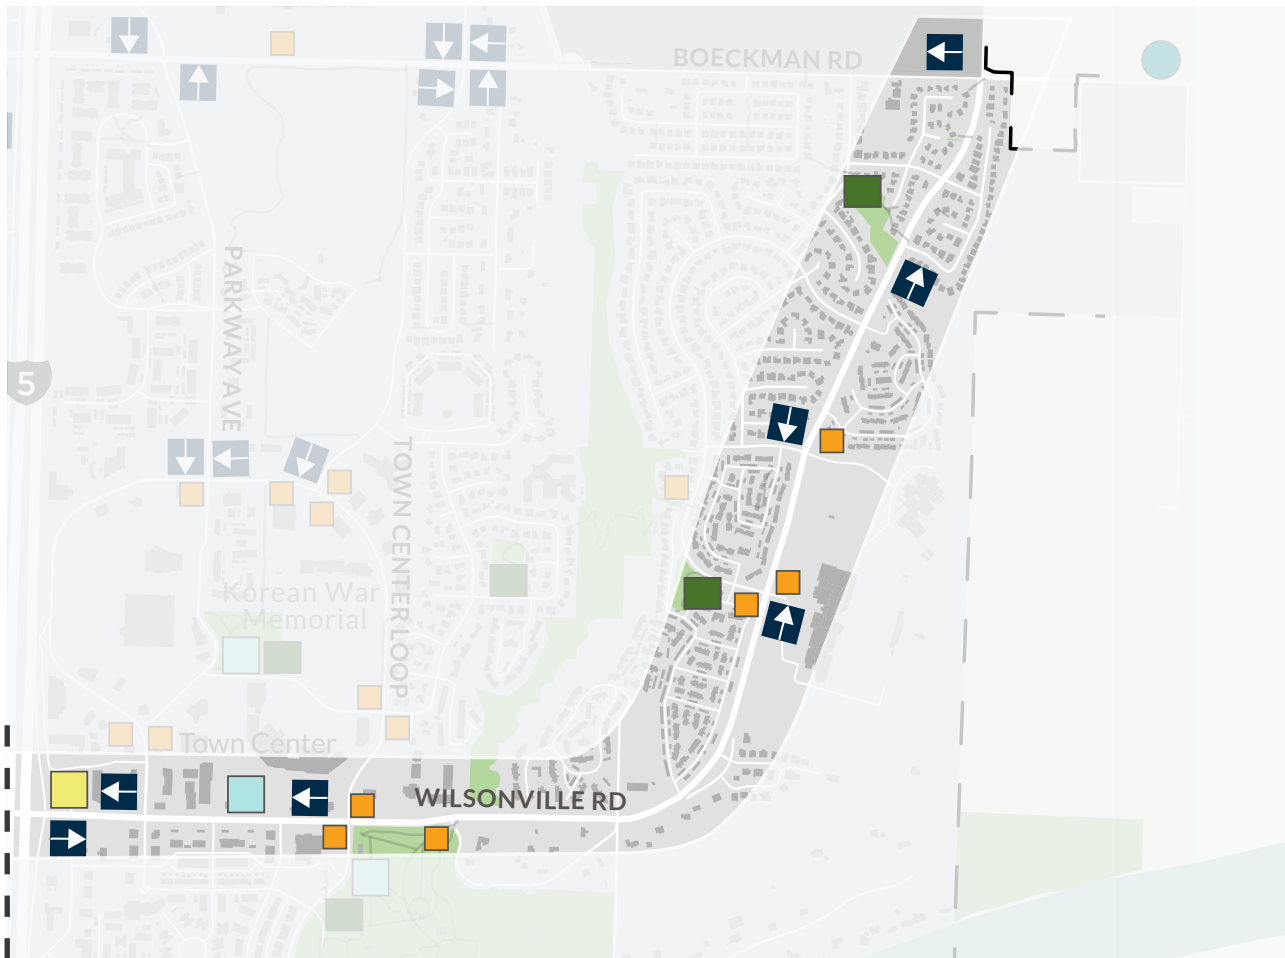 BOECKMAN RD
PARKWAY AVE
5
TOWN CENTER LOOP
Korean War
Memorial
Town Center
WILSONVILLE RD